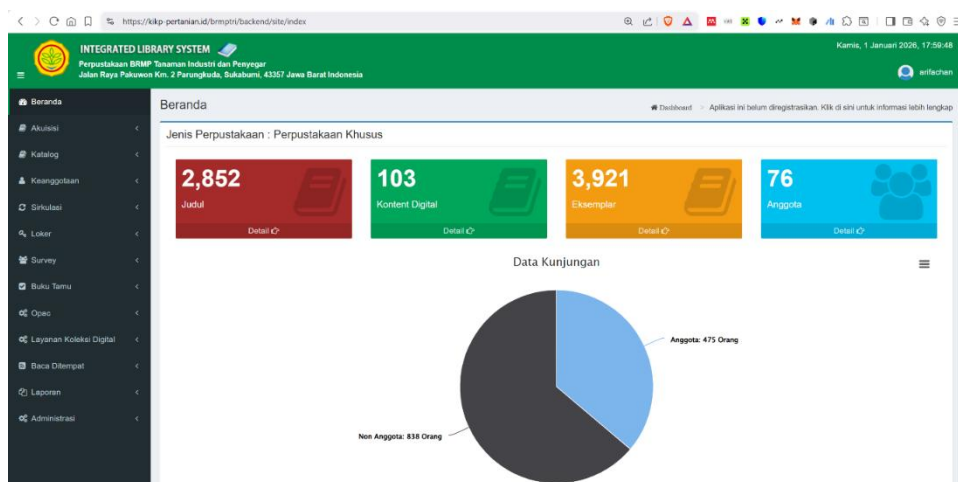 https://kikp-pertanian.id/brmptri/backend/site/index
INTEGRATED LIBRARY SYSTEM
Perpustakaan BRMP Tanaman Industri dan Penyegar
Jalan Raya Pakuwon Km. 2 Parungkuda, Sukabumi, 43357 Jawa Barat Indonesia
Kamis, 1 Januari 2026, 17:59:48
arifachen
Beranda
Akuisisi
Katalog
Keanggotaan
Sirkulasi
Loker
Survey
Buku Tamu
Opac
Layanan Koleksi Digital
Baca Ditempat
Laporan
Administrasi
Beranda
Dashboard > Aplikasi ini belum diregistrasikan. Klik di sini untuk informasi lebih lengkap
Jenis Perpustakaan : Perpustakaan Khusus
2,852
Judul
Detail
103
Kontent Digital
Detail
3,921
Eksemplar
Detail
76
Anggota
Detail
Data Kunjungan
Anggota: 475 Orang
Non Anggota: 838 Orang